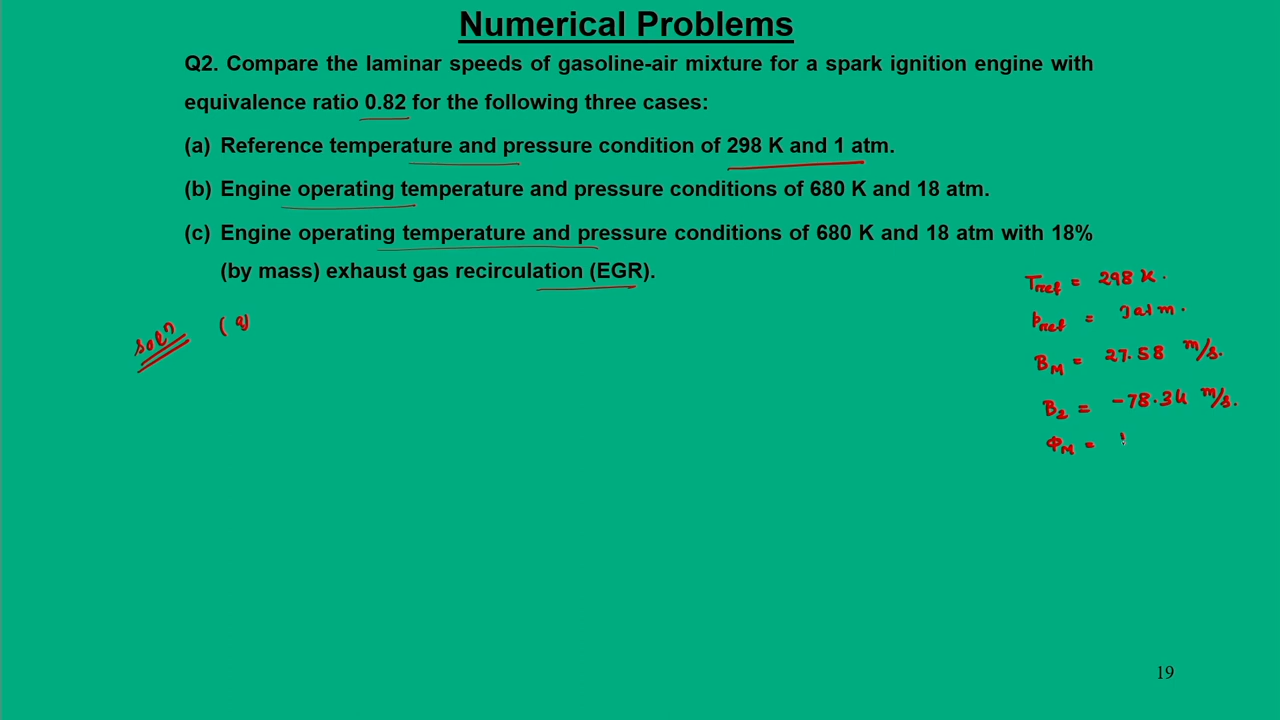 Numerical Problems
Q2. Compare the laminar speeds of gasoline-air mixture for a spark ignition engine with
equivalence ratio 0.82 for the following three cases:
(a) Reference temperature and pressure condition of 298 K and 1 atm.
(b) Engine operating temperature and pressure conditions of 680 K and 18 atm.
(c) Engine operating temperature and pressure conditions of 680 K and 18 atm with 18%
(by mass) exhaust gas recirculation (EGR).
Tref = 298 K.
Pref = 1 atm.
Soln (a)
BM = 27.58 m/s.
B2 = -78.34 m/s.
ΦM =
19